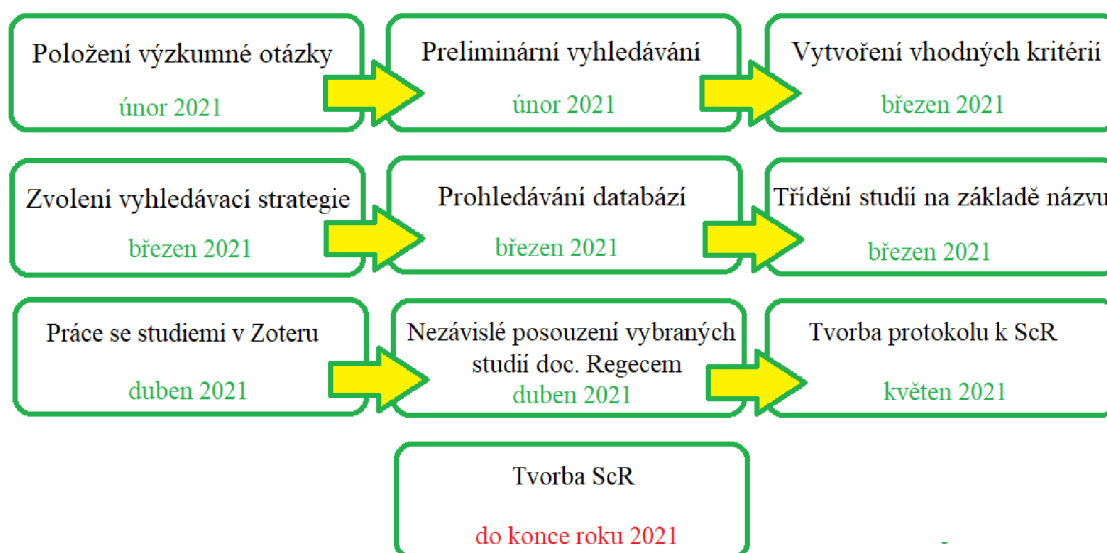 Položení výzkumné otázky
únor 2021
Preliminární vyhledávání
únor 2021
Vytvoření vhodných kritérií
březen 2021
Zvolení vyhledávací strategie
březen 2021
Prohledávání databází
březen 2021
Třídění studií na základě názvu
březen 2021
Práce se studiemi v Zoteru
duben 2021
Nezávislé posouzení vybraných
studií doc. Regecem
duben 2021
Tvorba protokolu k ScR
květen 2021
Tvorba ScR
do konce roku 2021